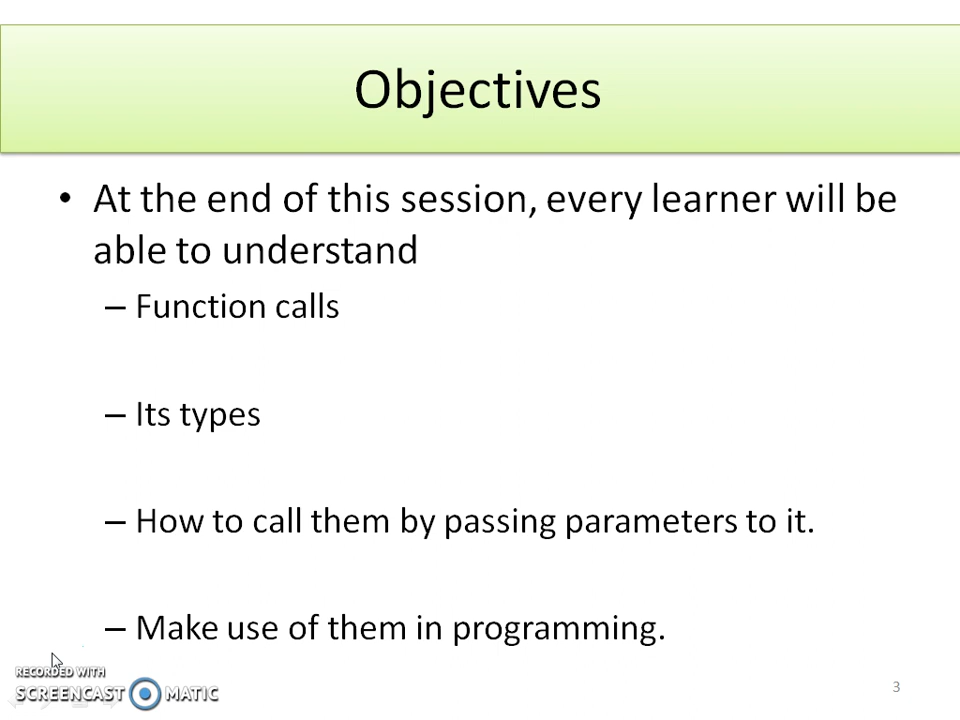 Objectives
• At the end of this session, every learner will be
able to understand
– Function calls
– Its types
– How to call them by passing parameters to it.
– Make use of them in programming.
RECORDED WITH
SCREENCAST MATIC
3